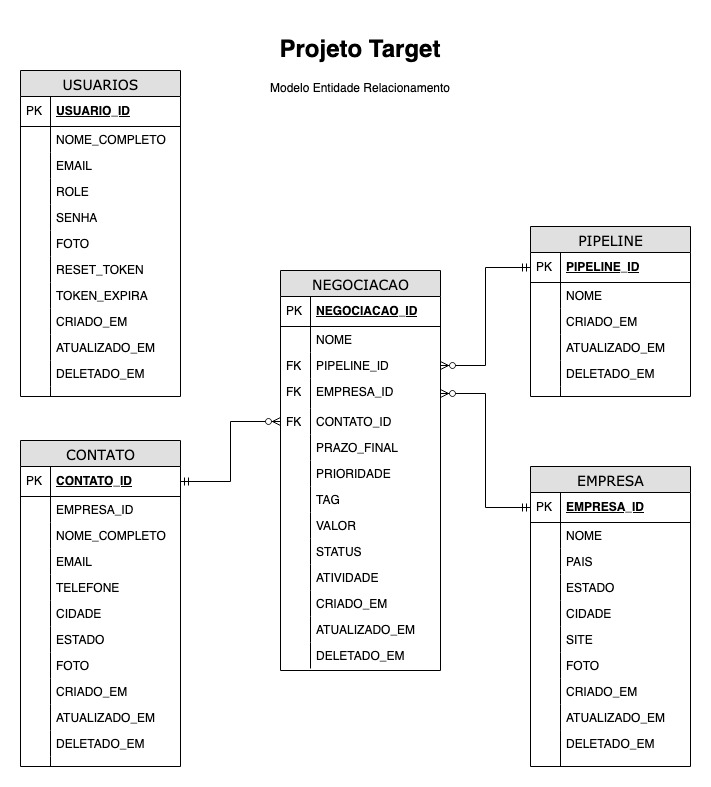 Projeto Target
Modelo Entidade Relacionamento
USUARIOS
PK USUARIO_ID
NOME_COMPLETO
EMAIL
ROLE
SENHA
FOTO
RESET_TOKEN
TOKEN_EXPIRA
CRIADO_EM
ATUALIZADO_EM
DELETADO_EM
CONTATO
PK CONTATO_ID
EMPRESA_ID
NOME_COMPLETO
EMAIL
TELEFONE
CIDADE
ESTADO
FOTO
CRIADO_EM
ATUALIZADO_EM
DELETADO_EM
NEGOCIACAO
PK NEGOCIACAO_ID
NOME
FK PIPELINE_ID
FK EMPRESA_ID
FK CONTATO_ID
PRAZO_FINAL
PRIORIDADE
TAG
VALOR
STATUS
ATIVIDADE
CRIADO_EM
ATUALIZADO_EM
DELETADO_EM
PIPELINE
PK PIPELINE_ID
NOME
CRIADO_EM
ATUALIZADO_EM
DELETADO_EM
EMPRESA
PK EMPRESA_ID
NOME
PAIS
ESTADO
CIDADE
SITE
FOTO
CRIADO_EM
ATUALIZADO_EM
DELETADO_EM